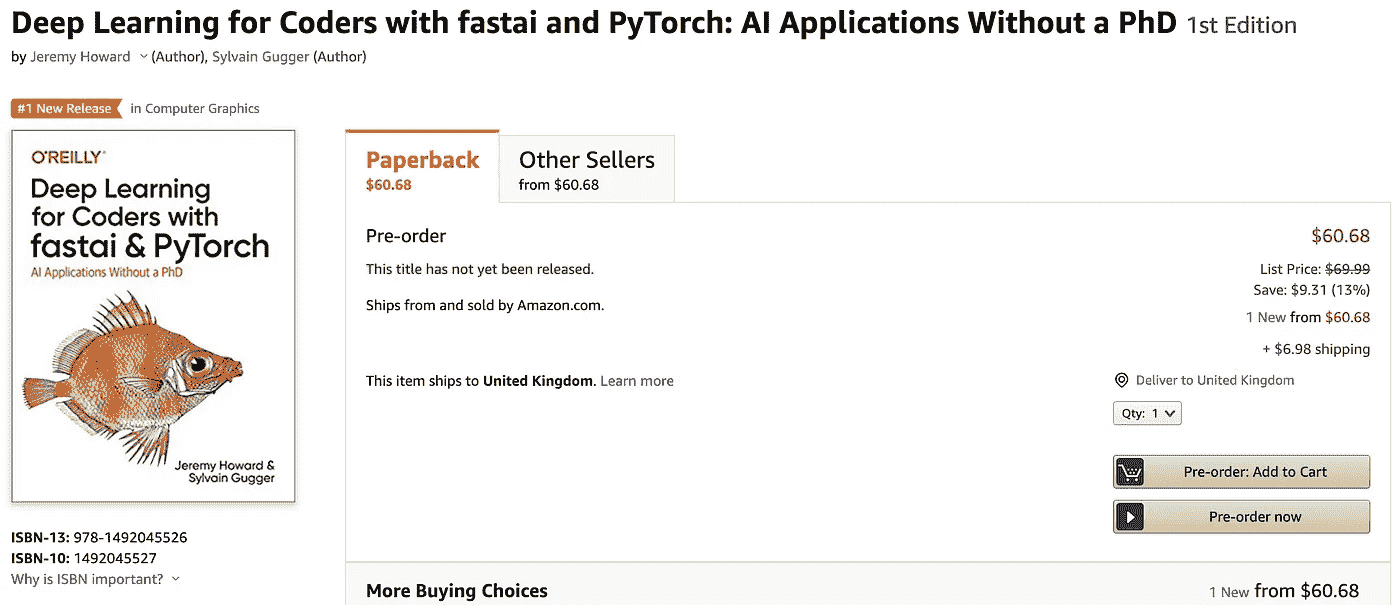 Deep Learning for Coders with fastai and PyTorch: AI Applications Without a PhD 1st Edition
by Jeremy Howard (Author), Sylvain Gugger (Author)
#1 New Release in Computer Graphics
O'REILLY®
Deep Learning
for Coders with
fastai & PyTorch
AI Applications Without a PhD
Jeremy Howard &
Sylvain Gugger
ISBN-13: 978-1492045526
ISBN-10: 1492045527
Why is ISBN important?
Paperback
$60.68
Other Sellers
from $60.68
Pre-order
This title has not yet been released.
Ships from and sold by Amazon.com.
This item ships to United Kingdom. Learn more
$60.68
List Price: $69.99
Save: $9.31 (13%)
1 New from $60.68
+ $6.98 shipping
Deliver to United Kingdom
Qty: 1
Pre-order: Add to Cart
Pre-order now
More Buying Choices
1 New from $60.68